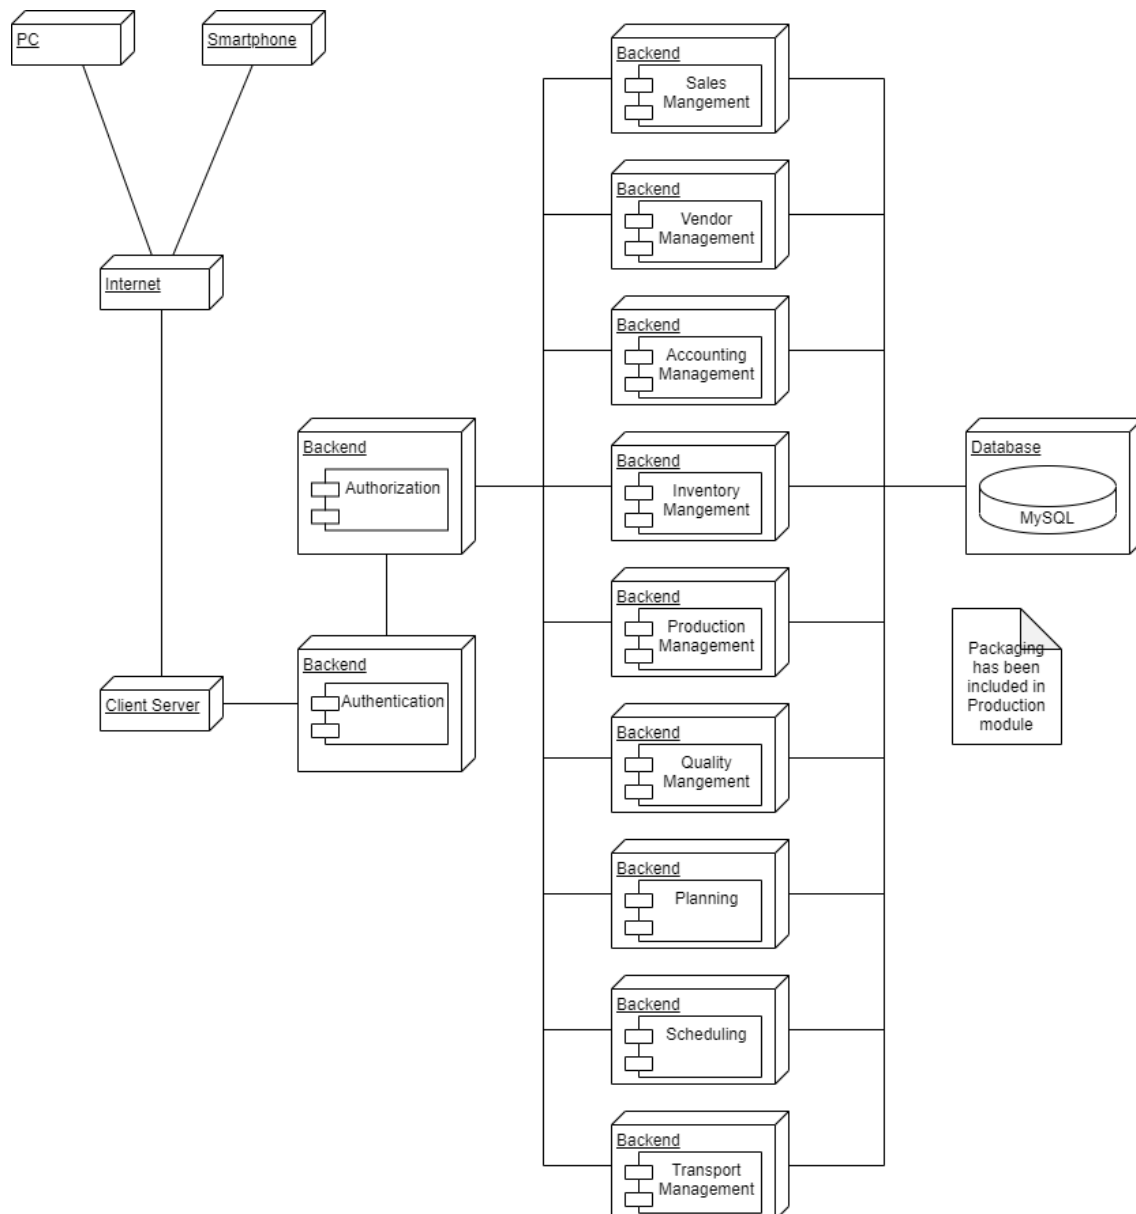 PC
Smartphone
Internet
Client Server
Backend
Authorization
Backend
Authentication
Backend
Sales
Mangement
Backend
Vendor
Management
Backend
Accounting
Management
Backend
Inventory
Mangement
Backend
Production
Management
Backend
Quality
Mangement
Backend
Planning
Backend
Scheduling
Backend
Transport
Management
Database
MySQL
Packaging
has been
included in
Production
module